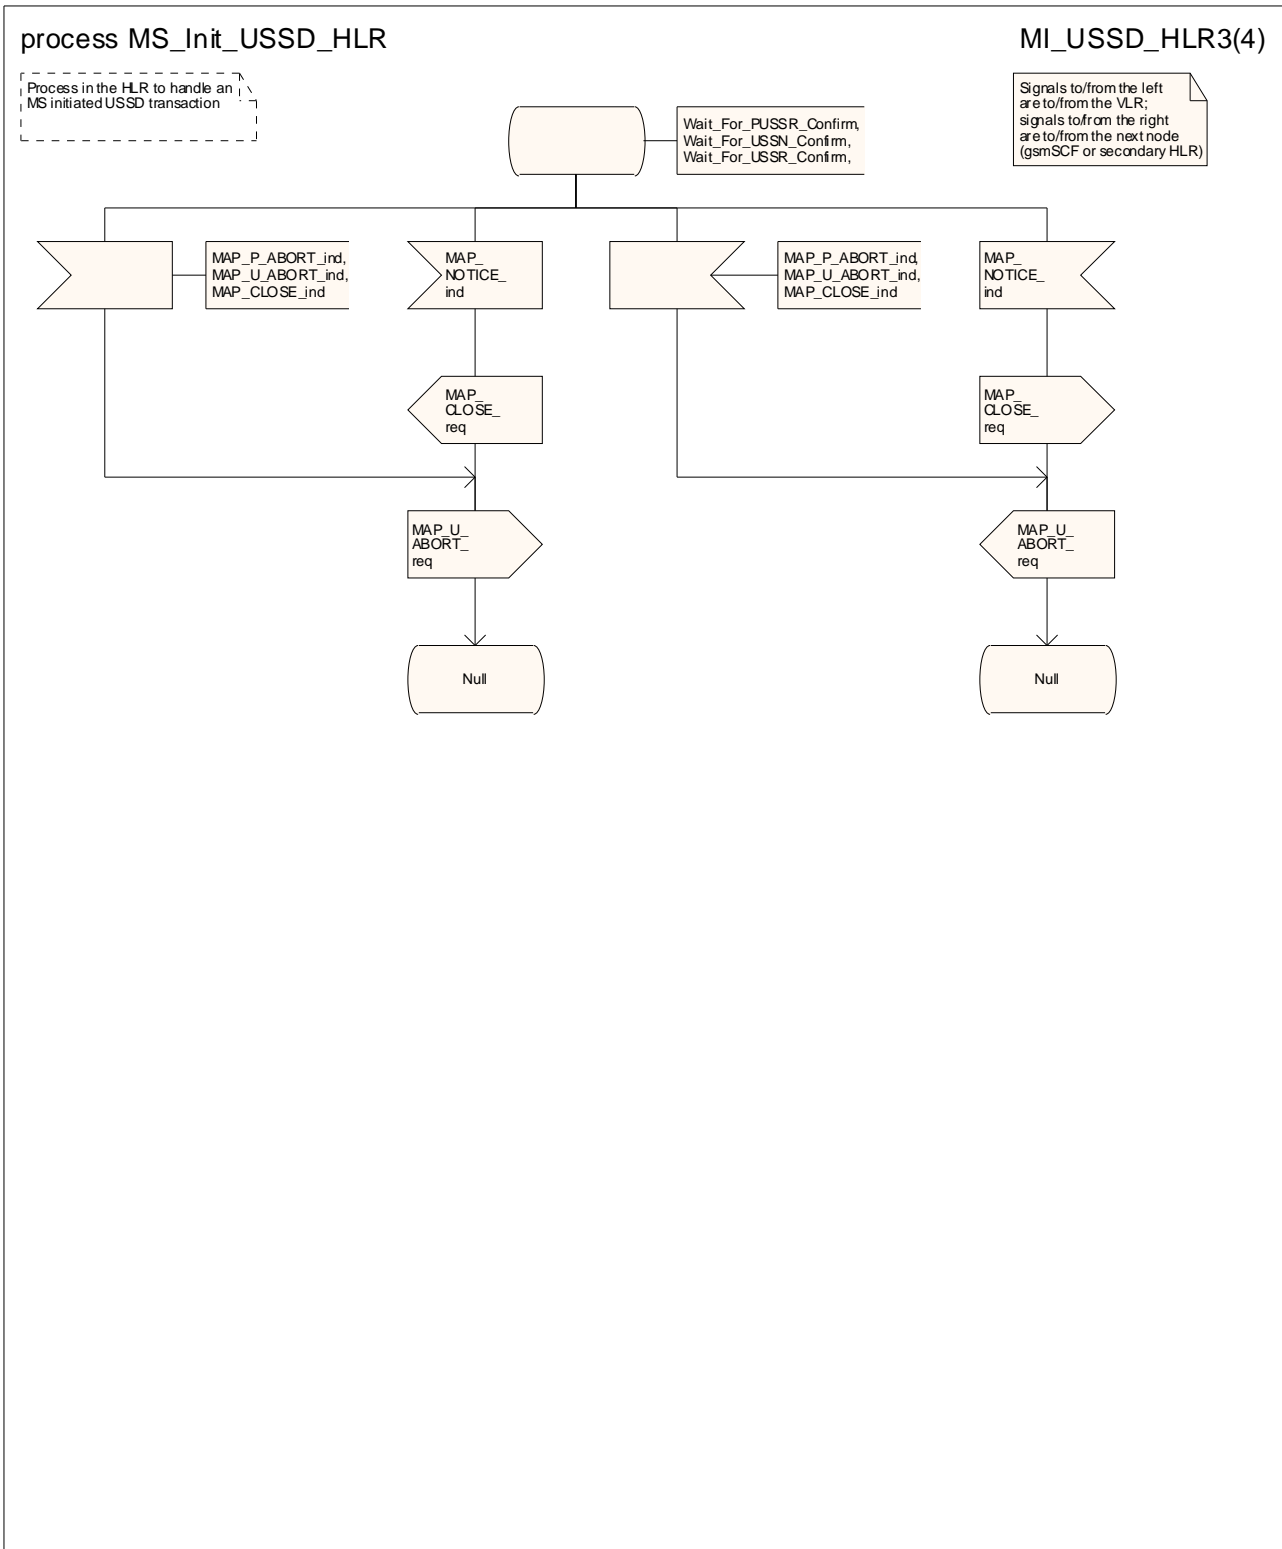 process MS_Init_USSD_HLR
MI_USSD_HLR3(4)
Process in the HLR to handle an
MS initiated USSD transaction
Signals to/from the left
are to/from the VLR;
signals to/from the right
are to/from the next node
(gsmSCF or secondary HLR)
Wait_For_PUSSR_Confirm,
Wait_For_USSN_Confirm,
Wait_For_USSR_Confirm,
MAP_P_ABORT_ind,
MAP_U_ABORT_ind,
MAP_CLOSE_ind
MAP_
NOTICE_
ind
MAP_P_ABORT_ind,
MAP_U_ABORT_ind,
MAP_CLOSE_ind
MAP_
NOTICE_
ind
MAP_
CLOSE_
req
MAP_
CLOSE_
req
MAP_U_
ABORT_
req
MAP_U_
ABORT_
req
Null
Null